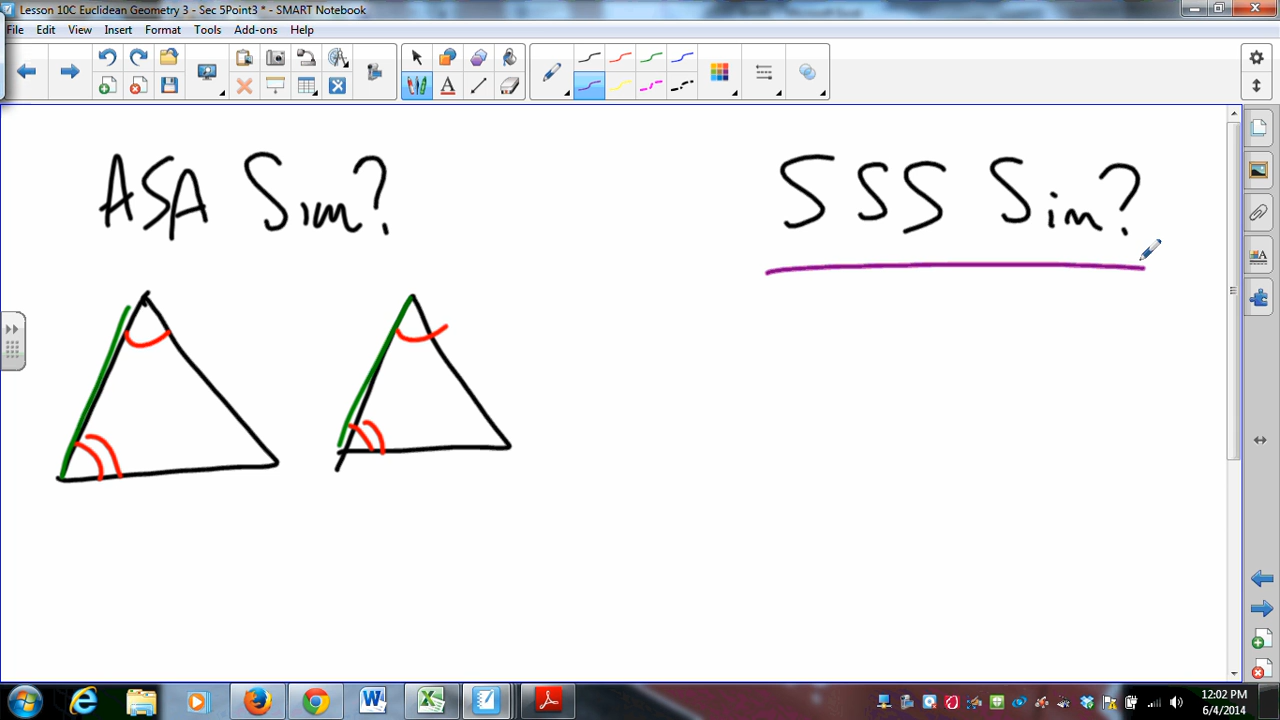 Lesson 10C Euclidean Geometry 3 - Sec 5Point3 * - SMART Notebook
File Edit View Insert Format Tools Add-ons Help
ASA Sim?
SSS Sim?
12:02 PM
6/4/2014